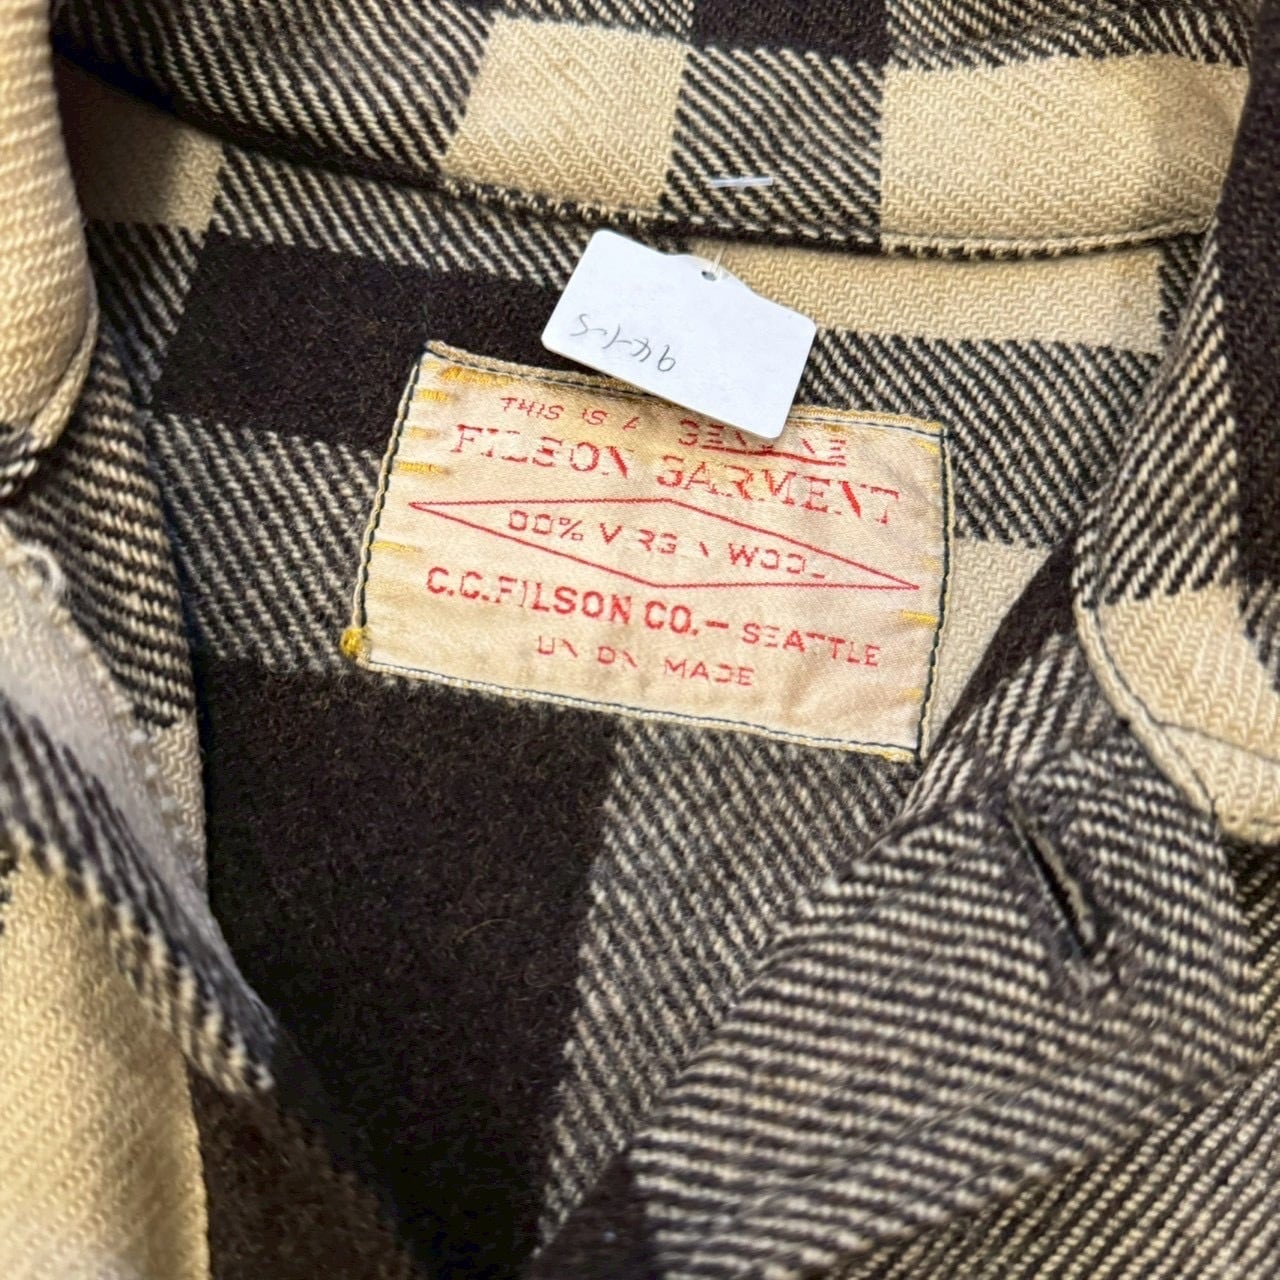 THIS IS A GENUINE
FILSON GARMENT
100% VIRGIN WOOL
C.C.FILSON CO.— SEATTLE
UNION MADE